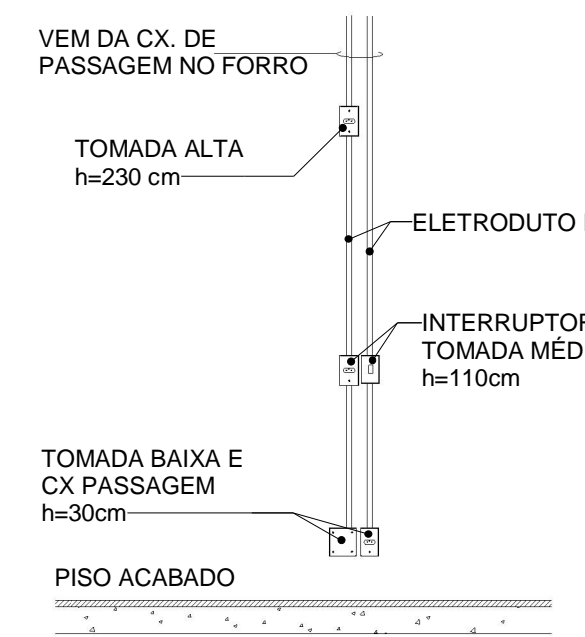 VEM DA CX. DE
PASSAGEM NO FORRO
TOMADA ALTA
h=230 cm
ELETRODUTO
INTERRUPTOR
TOMADA
h=110cm
TOMADA BAIXA E
CX PASSAGEM
h=30cm
PISO ACABADO